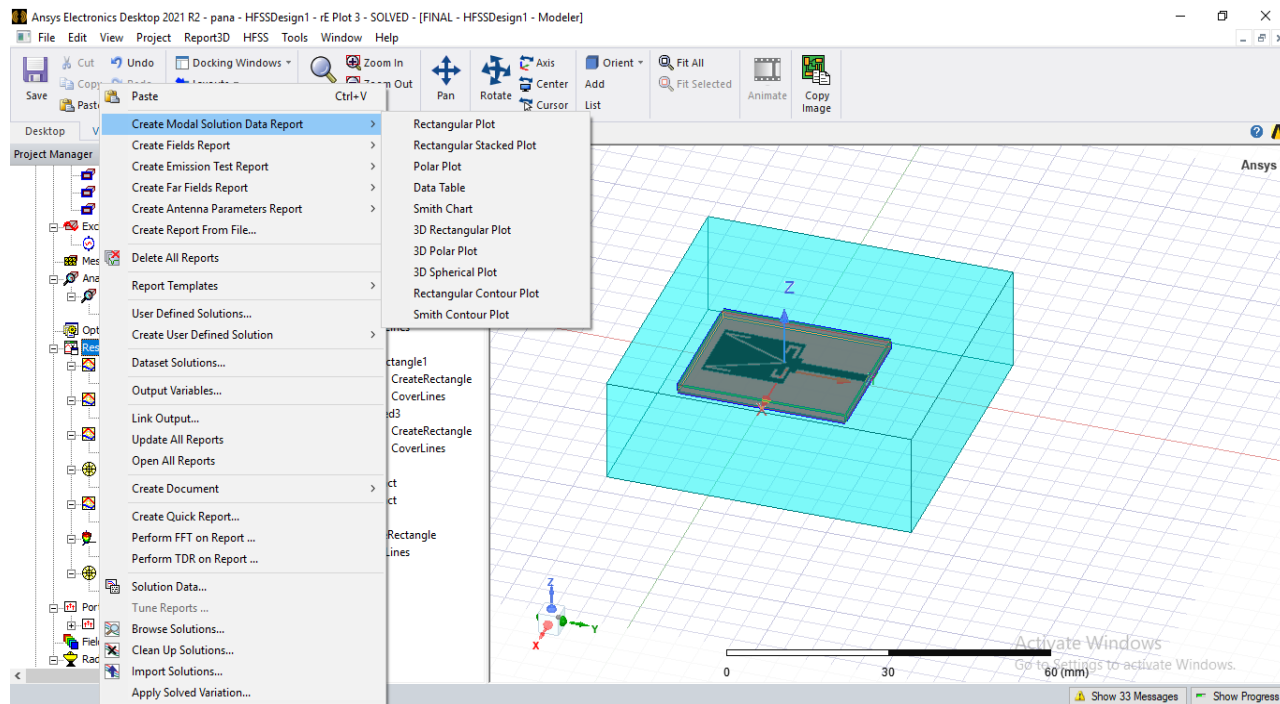 Ansys Electronics Desktop 2021 R2 - pana - HFSSDesign1 - rE Plot 3 - SOLVED - [FINAL - HFSSDesign1 - Modeler]
File Edit View Project Report3D HFSS Tools Window Help
Save
Cut
Undo
Docking Windows
Zoom In
Pan
Rotate
Axis
Center
Cursor
Orient
Add
List
Fit All
Fit Selected
Animate
Copy Image
Desktop
Project Manager
Paste Ctrl+V
Create Modal Solution Data Report
Create Fields Report
Create Emission Test Report
Create Far Fields Report
Create Antenna Parameters Report
Create Report From File...
Delete All Reports
Report Templates
User Defined Solutions...
Create User Defined Solution
Dataset Solutions...
Output Variables...
Link Output...
Update All Reports
Open All Reports
Create Document
Create Quick Report...
Perform FFT on Report ...
Perform TDR on Report ...
Solution Data...
Tune Reports ...
Browse Solutions...
Clean Up Solutions...
Import Solutions...
Apply Solved Variation...
Rectangular Plot
Rectangular Stacked Plot
Polar Plot
Data Table
Smith Chart
3D Rectangular Plot
3D Polar Plot
3D Spherical Plot
Rectangular Contour Plot
Smith Contour Plot
ctangle1
CreateRectangle
CoverLines
ed3
CreateRectangle
CoverLines
ct
ct
Rectangle
Lines
Ansys
Z
Z
Y
X
0 30 60 (mm)
Activate Windows
Go to Settings to activate Windows.
Show 33 Messages
Show Progress